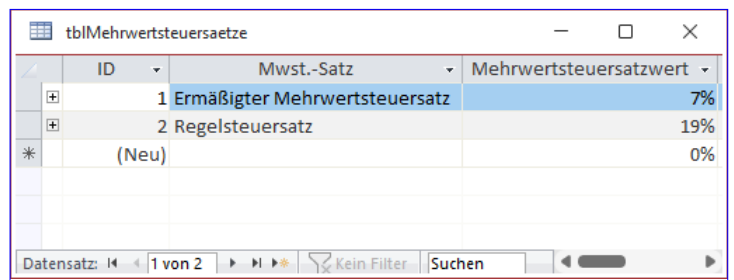 tblMehrwertsteuersaetze
ID Mwst.-Satz Mehrwertsteuersatzwert
1 Ermäßigter Mehrwertsteuersatz 7%
2 Regelsteuersatz 19%
(Neu) 0%
Datensatz: 1 von 2 Kein Filter Suchen